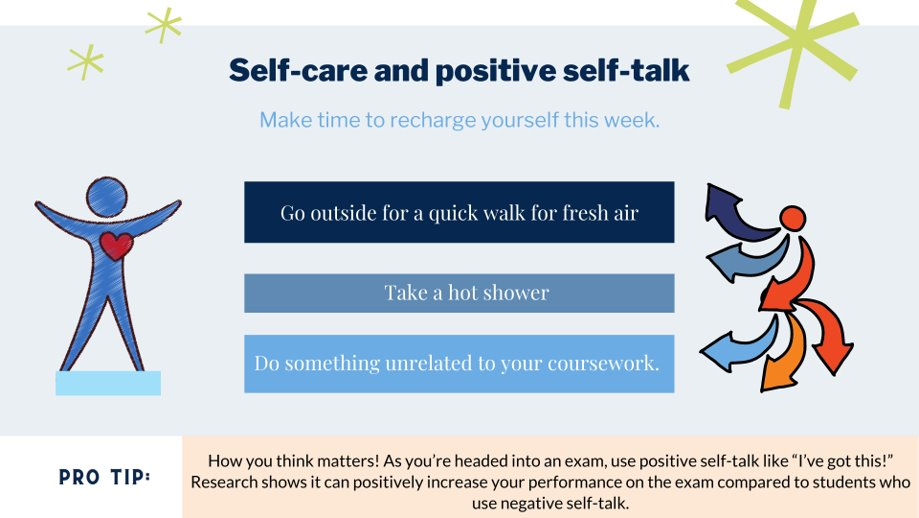 Self-care and positive self-talk
Make time to recharge yourself this week.
Go outside for a quick walk for fresh air
Take a hot shower
Do something unrelated to your coursework.
PRO TIP:
How you think matters! As you’re headed into an exam, use positive self-talk like “I’ve got this!”
Research shows it can positively increase your performance on the exam compared to students who
use negative self-talk.